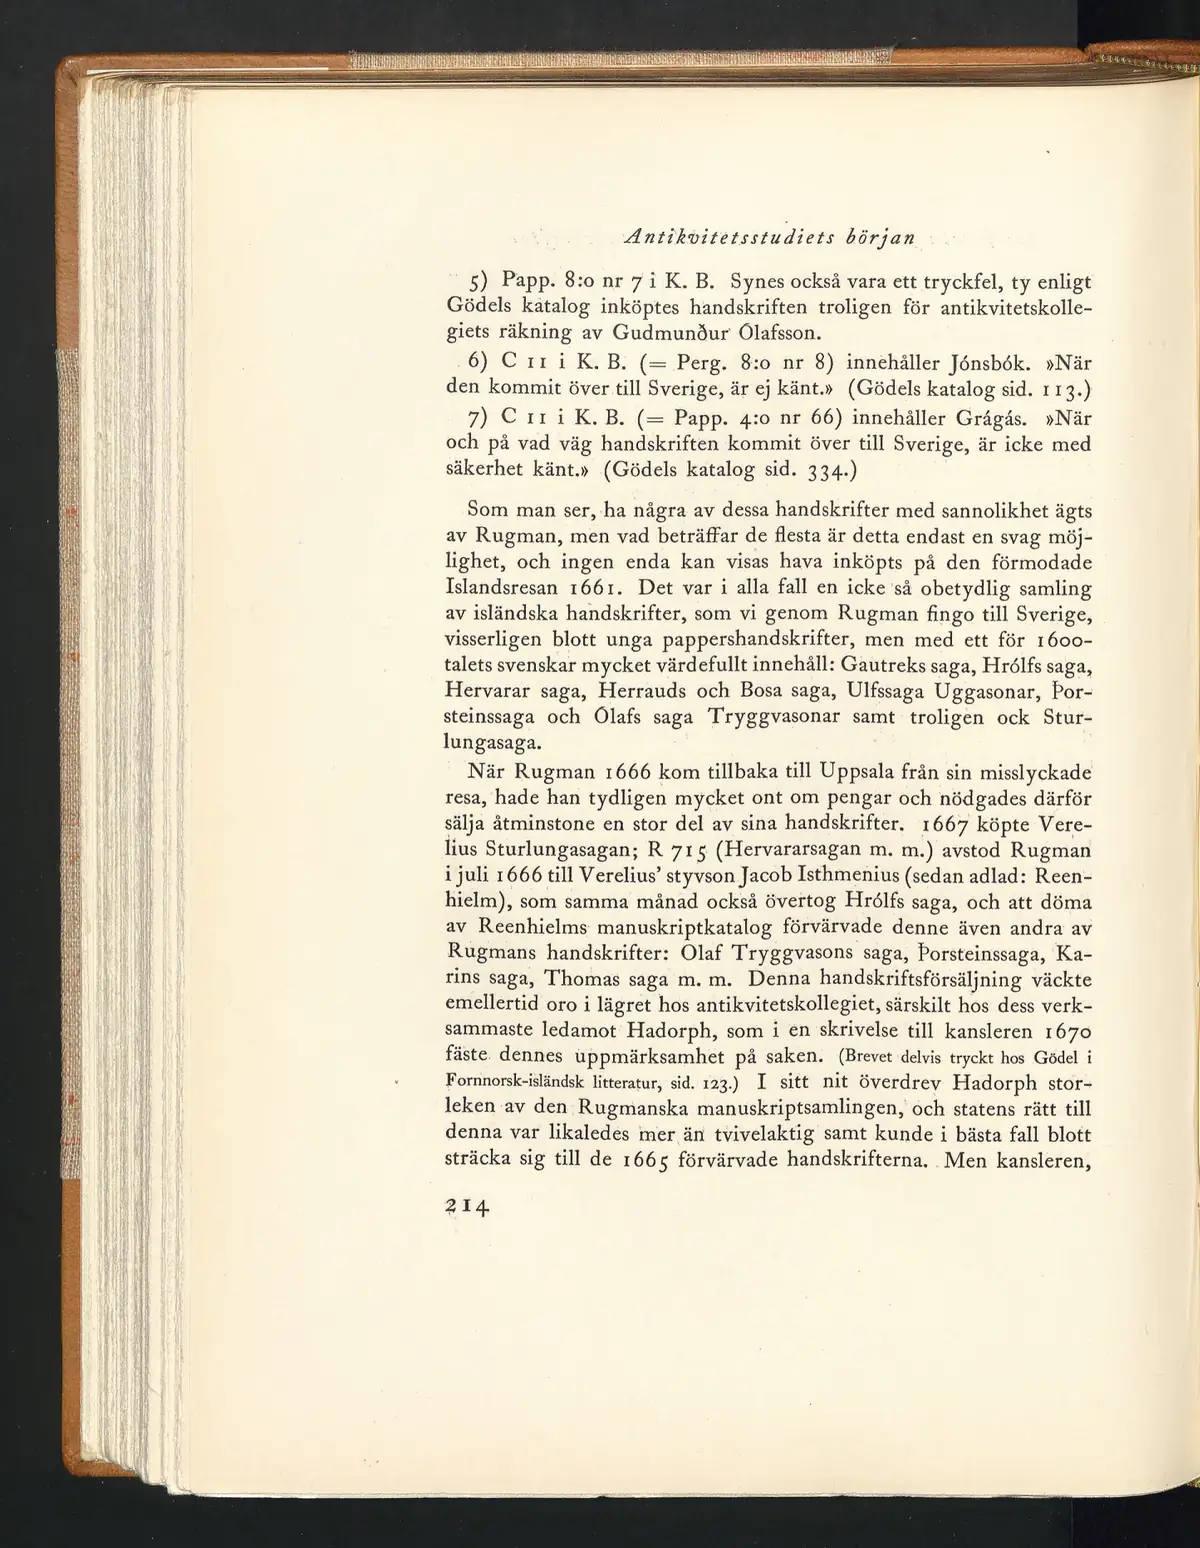 Antikvitetsstudiets början
5) Papp. 8:o nr 7 i K. B. Synes också vara ett tryckfel, ty enligt
Gödels katalog inköptes handskriften troligen för antikvitetskolle-
giets räkning av Gudmunður Ólafsson.
6) C 11 i K. B. (= Perg. 8:o nr 8) innehåller Jónsbók. »När
den kommit över till Sverige, är ej känt.» (Gödels katalog sid. 113.)
7) C 11 i K. B. (= Papp. 4:o nr 66) innehåller Grágás. »När
och på vad väg handskriften kommit över till Sverige, är icke med
säkerhet känt.» (Gödels katalog sid. 334.)
Som man ser, ha några av dessa handskrifter med sannolikhet ägts
av Rugman, men vad beträffar de flesta är detta endast en svag möj-
lighet, och ingen enda kan visas hava inköpts på den förmodade
Islandsresan 1661. Det var i alla fall en icke så obetydlig samling
av isländska handskrifter, som vi genom Rugman fingo till Sverige,
visserligen blott unga pappershandskrifter, men med ett för 1600-
talets svenskar mycket värdefullt innehåll: Gautreks saga, Hrólfs saga,
Hervarar saga, Herrauds och Bosa saga, Ulfssaga Uggasonar, Þor-
steinssaga och Ólafs saga Tryggvasonar samt troligen ock Stur-
lungasaga.
När Rugman 1666 kom tillbaka till Uppsala från sin misslyckade
resa, hade han tydligen mycket ont om pengar och nödgades därför
sälja åtminstone en stor del av sina handskrifter. 1667 köpte Vere-
lius Sturlungasagan; R 715 (Hervararsagan m. m.) avstod Rugman
i juli 1666 till Verelius’ styvson Jacob Isthmenius (sedan adlad: Reen-
hielm), som samma månad också övertog Hrólfs saga, och att döma
av Reenhielms manuskriptkatalog förvärvade denne även andra av
Rugmans handskrifter: Olaf Tryggvasons saga, Þorsteinssaga, Ka-
rins saga, Thomas saga m. m. Denna handskriftsförsäljning väckte
emellertid oro i lägret hos antikvitetskollegiet, särskilt hos dess verk-
sammaste ledamot Hadorph, som i en skrivelse till kansleren 1670
fäste dennes uppmärksamhet på saken. (Brevet delvis tryckt hos Gödel i
Fornnorsk-isländsk litteratur, sid. 123.) I sitt nit överdrev Hadorph stor-
leken av den Rugmanska manuskriptsamlingen, och statens rätt till
denna var likaledes mer än tvivelaktig samt kunde i bästa fall blott
sträcka sig till de 1665 förvärvade handskrifterna. Men kansleren,
214